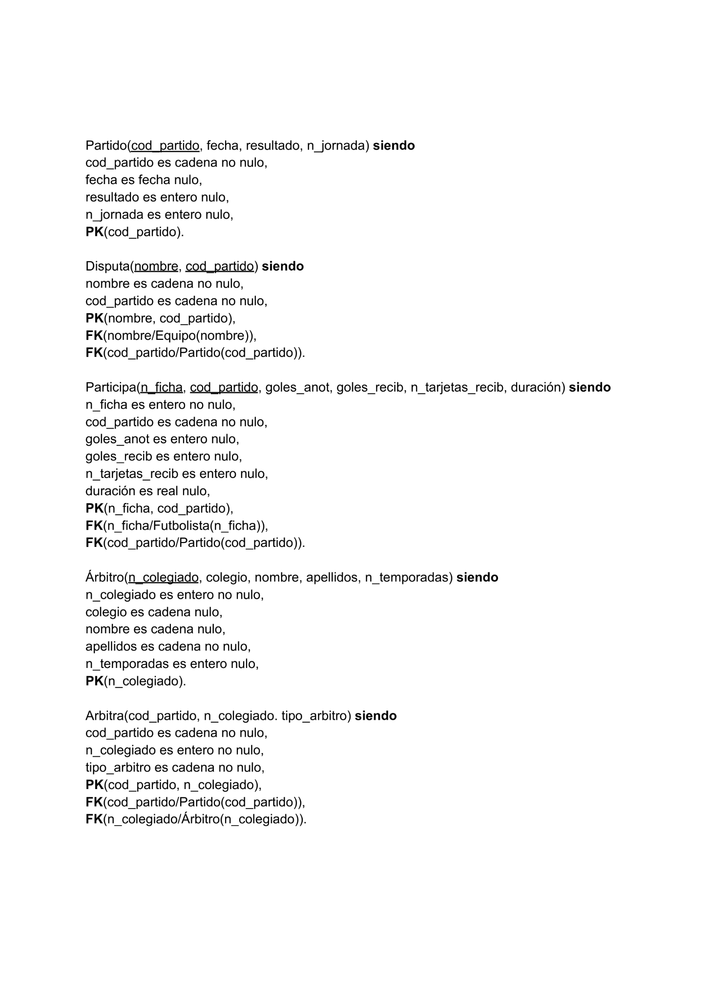 Partido(cod_partido, fecha, resultado, n_jornada) siendo
cod_partido es cadena no nulo,
fecha es fecha nulo,
resultado es entero nulo,
n_jornada es entero nulo,
PK(cod_partido).
Disputa(nombre, cod_partido) siendo
nombre es cadena no nulo,
cod_partido es cadena no nulo,
PK(nombre, cod_partido),
FK(nombre/Equipo(nombre)),
FK(cod_partido/Partido(cod_partido)).
Participa(n_ficha, cod_partido, goles_anot, goles_recib, n_tarjetas_recib, duración) siendo
n_ficha es entero no nulo,
cod_partido es cadena no nulo,
goles_anot es entero nulo,
goles_recib es entero nulo,
n_tarjetas_recib es entero nulo,
duración es real nulo,
PK(n_ficha, cod_partido),
FK(n_ficha/Futbolista(n_ficha)),
FK(cod_partido/Partido(cod_partido)).
Árbitro(n_colegiado, colegio, nombre, apellidos, n_temporadas) siendo
n_colegiado es entero no nulo,
colegio es cadena nulo,
nombre es cadena nulo,
apellidos es cadena no nulo,
n_temporadas es entero nulo,
PK(n_colegiado).
Arbitra(cod_partido, n_colegiado. tipo_arbitro) siendo
cod_partido es cadena no nulo,
n_colegiado es entero no nulo,
tipo_arbitro es cadena no nulo,
PK(cod_partido, n_colegiado),
FK(cod_partido/Partido(cod_partido)),
FK(n_colegiado/Árbitro(n_colegiado)).